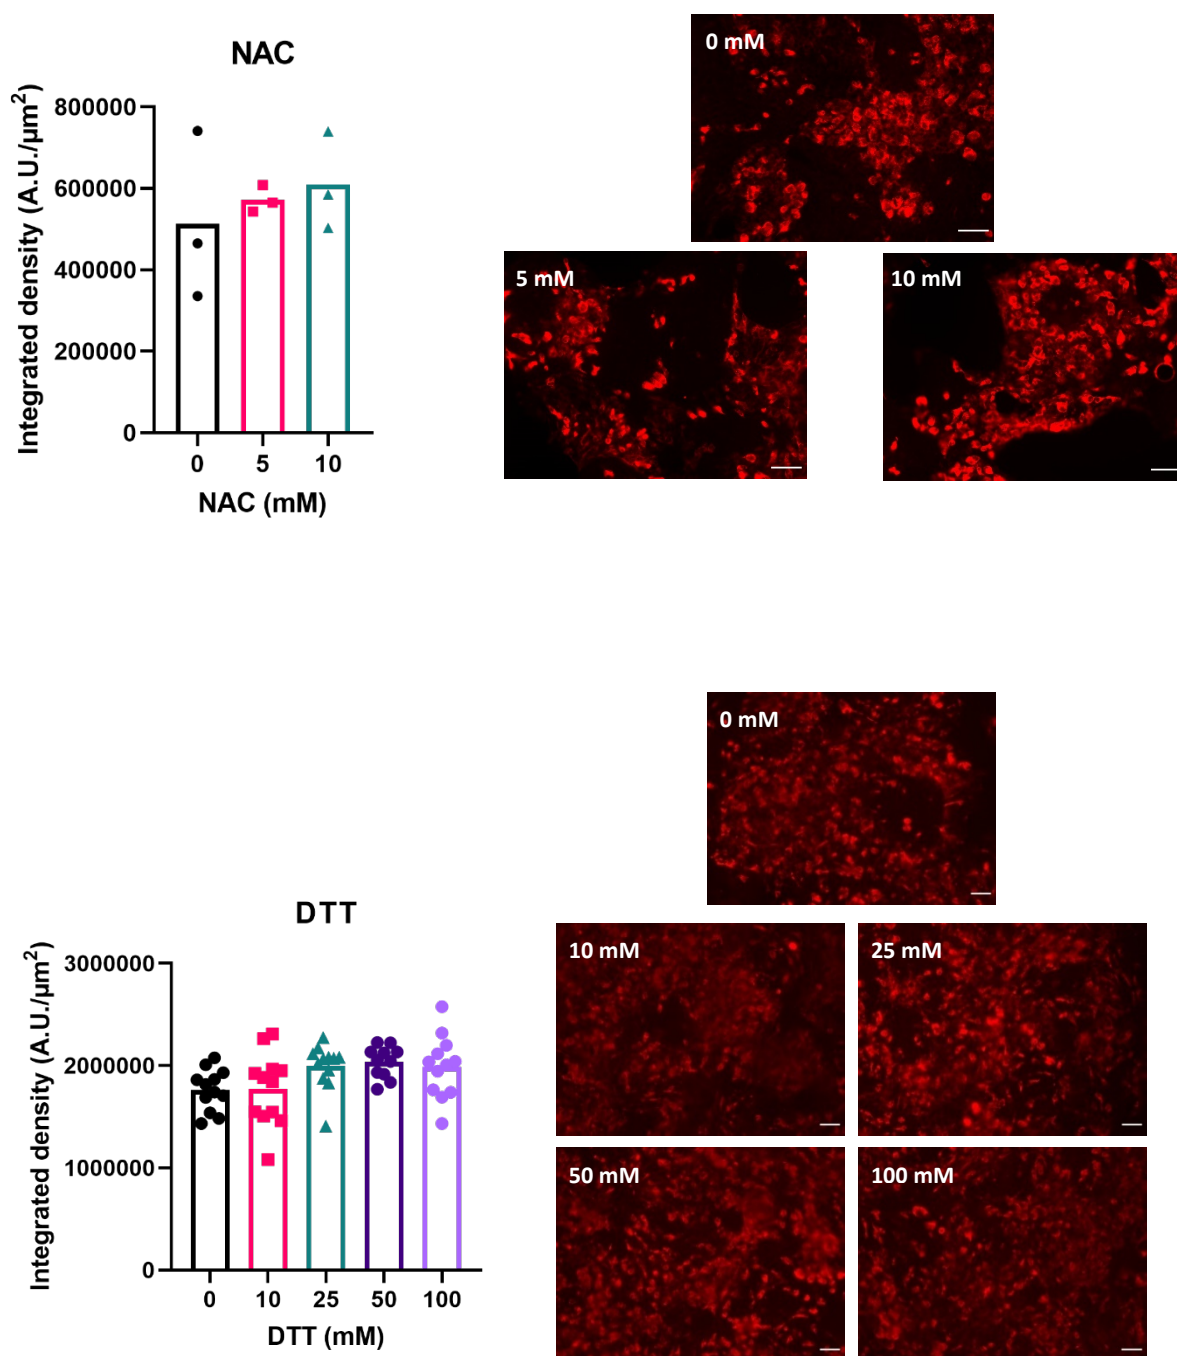 NAC
Integrated density (A.U./µm²)
800000
600000
400000
200000
0
0 5 10
NAC (mM)
0 mM
5 mM
10 mM
DTT
Integrated density (A.U./µm²)
3000000
2000000
1000000
0
0 10 25 50 100
DTT (mM)
0 mM
10 mM
25 mM
50 mM
100 mM